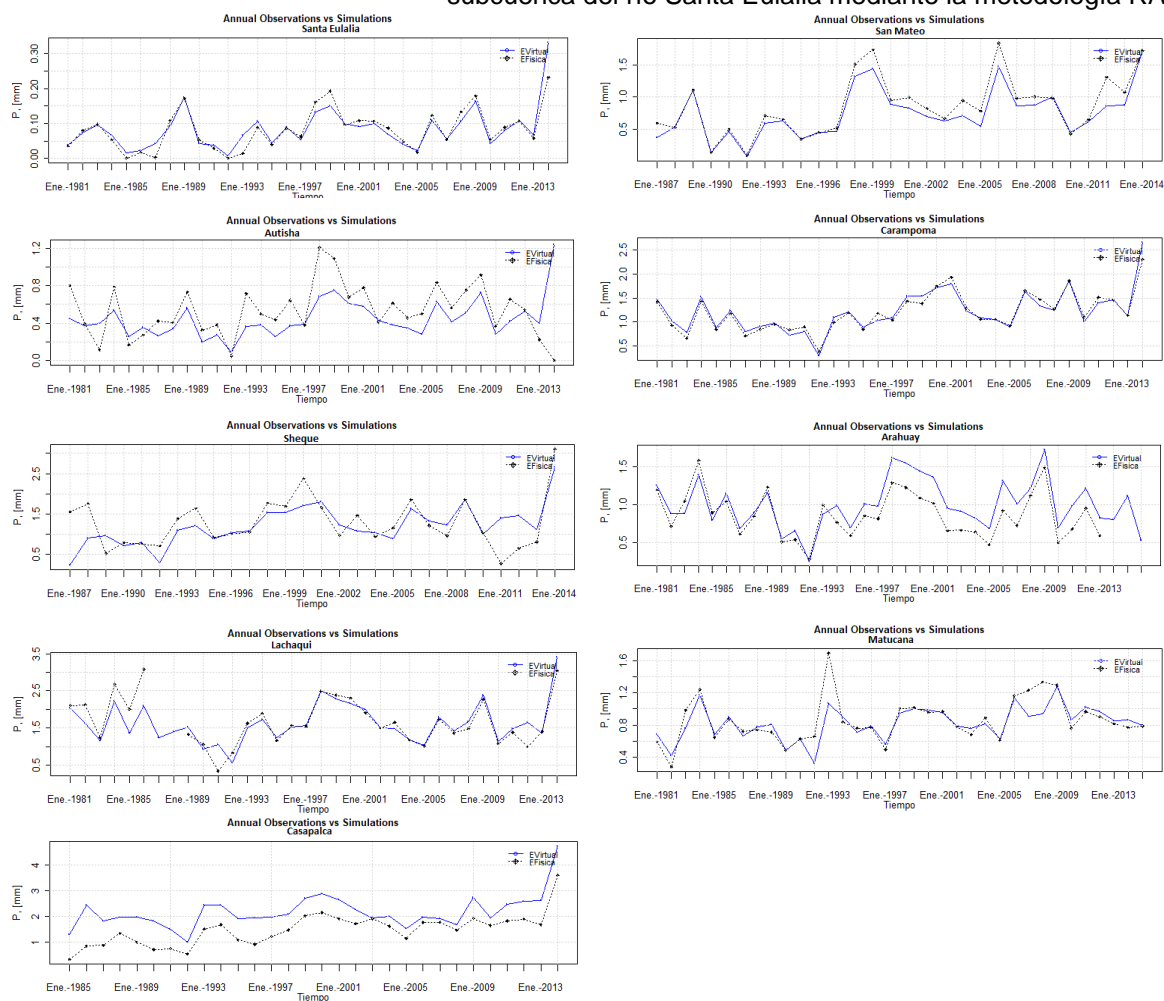 subcuenca del río Santa Eulalia mediante la metodología RA
Annual Observations vs Simulations
Santa Eulalia
P, [mm]
0.30
0.20
0.10
0.00
EVirtual
EFisica
Ene.-1981 Ene.-1985 Ene.-1989 Ene.-1993 Ene.-1997 Ene.-2001 Ene.-2005 Ene.-2009 Ene.-2013
Tiempo
Annual Observations vs Simulations
San Mateo
P, [mm]
1.5
1.0
0.5
EVirtual
EFisica
Ene.-1987 Ene.-1990 Ene.-1993 Ene.-1996 Ene.-1999 Ene.-2002 Ene.-2005 Ene.-2008 Ene.-2011 Ene.-2014
Tiempo
Annual Observations vs Simulations
Autisha
P, [mm]
1.2
0.8
0.4
0.0
EVirtual
EFisica
Ene.-1981 Ene.-1985 Ene.-1989 Ene.-1993 Ene.-1997 Ene.-2001 Ene.-2005 Ene.-2009 Ene.-2013
Tiempo
Annual Observations vs Simulations
Carampoma
P, [mm]
2.5
2.0
1.5
1.0
0.5
EVirtual
EFisica
Ene.-1981 Ene.-1985 Ene.-1989 Ene.-1993 Ene.-1997 Ene.-2001 Ene.-2005 Ene.-2009 Ene.-2013
Tiempo
Annual Observations vs Simulations
Sheque
P, [mm]
2.5
1.5
0.5
EVirtual
EFisica
Ene.-1987 Ene.-1990 Ene.-1993 Ene.-1996 Ene.-1999 Ene.-2002 Ene.-2005 Ene.-2008 Ene.-2011 Ene.-2014
Tiempo
Annual Observations vs Simulations
Arahuay
P, [mm]
1.5
1.0
0.5
EVirtual
EFisica
Ene.-1981 Ene.-1985 Ene.-1989 Ene.-1993 Ene.-1997 Ene.-2001 Ene.-2005 Ene.-2009 Ene.-2013
Tiempo
Annual Observations vs Simulations
Lachaqui
P, [mm]
3.5
2.5
1.5
0.5
EVirtual
EFisica
Ene.-1981 Ene.-1985 Ene.-1989 Ene.-1993 Ene.-1997 Ene.-2001 Ene.-2005 Ene.-2009 Ene.-2013
Tiempo
Annual Observations vs Simulations
Matucana
P, [mm]
1.6
1.2
0.8
0.4
EVirtual
EFisica
Ene.-1981 Ene.-1985 Ene.-1989 Ene.-1993 Ene.-1997 Ene.-2001 Ene.-2005 Ene.-2009 Ene.-2013
Tiempo
Annual Observations vs Simulations
Casapalca
P, [mm]
4
3
2
1
EVirtual
EFisica
Ene.-1985 Ene.-1989 Ene.-1993 Ene.-1997 Ene.-2001 Ene.-2005 Ene.-2009 Ene.-2013
Tiempo